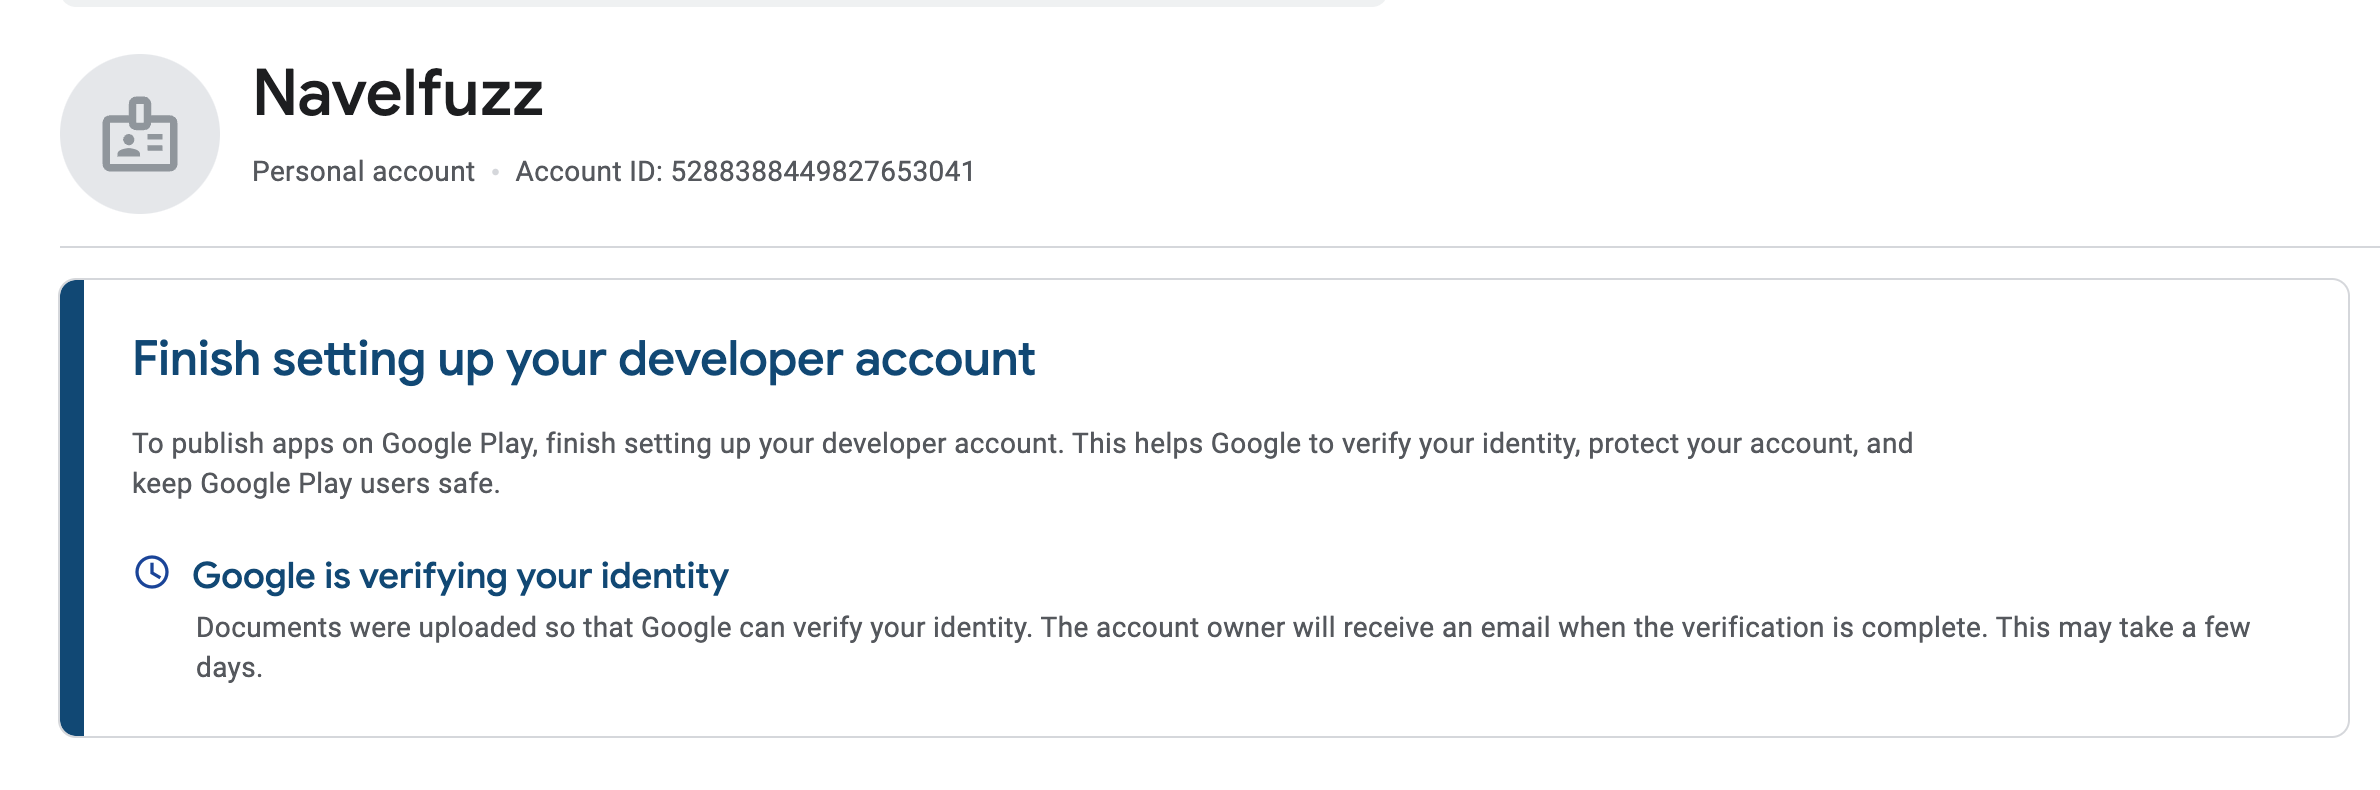 Navelfuzz
Personal account • Account ID: 5288388449827653041
Finish setting up your developer account
To publish apps on Google Play, finish setting up your developer account. This helps Google to verify your identity, protect your account, and
keep Google Play users safe.
Google is verifying your identity
Documents were uploaded so that Google can verify your identity. The account owner will receive an email when the verification is complete. This may take a few
days.